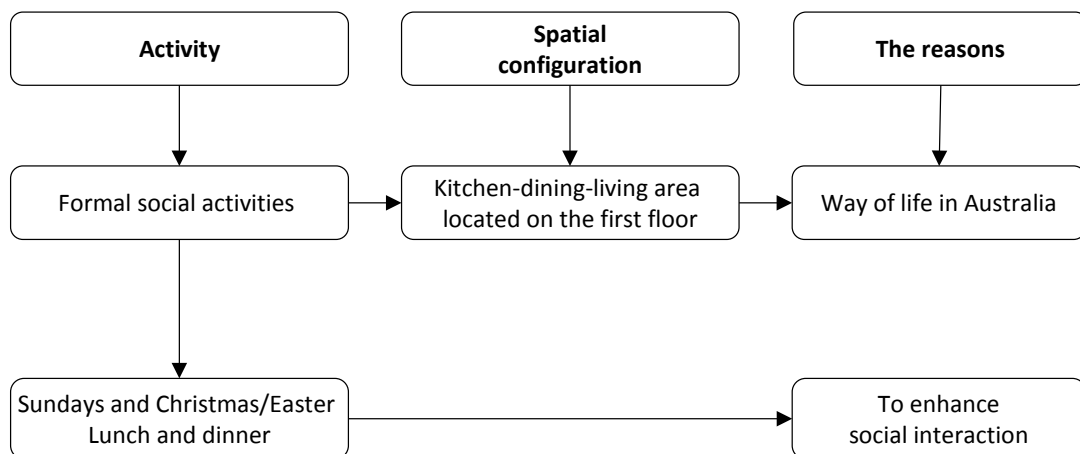 Activity
Spatial
configuration
The reasons
Formal social activities
Kitchen-dining-living area
located on the first floor
Way of life in Australia
Sundays and Christmas/Easter
Lunch and dinner
To enhance
social interaction